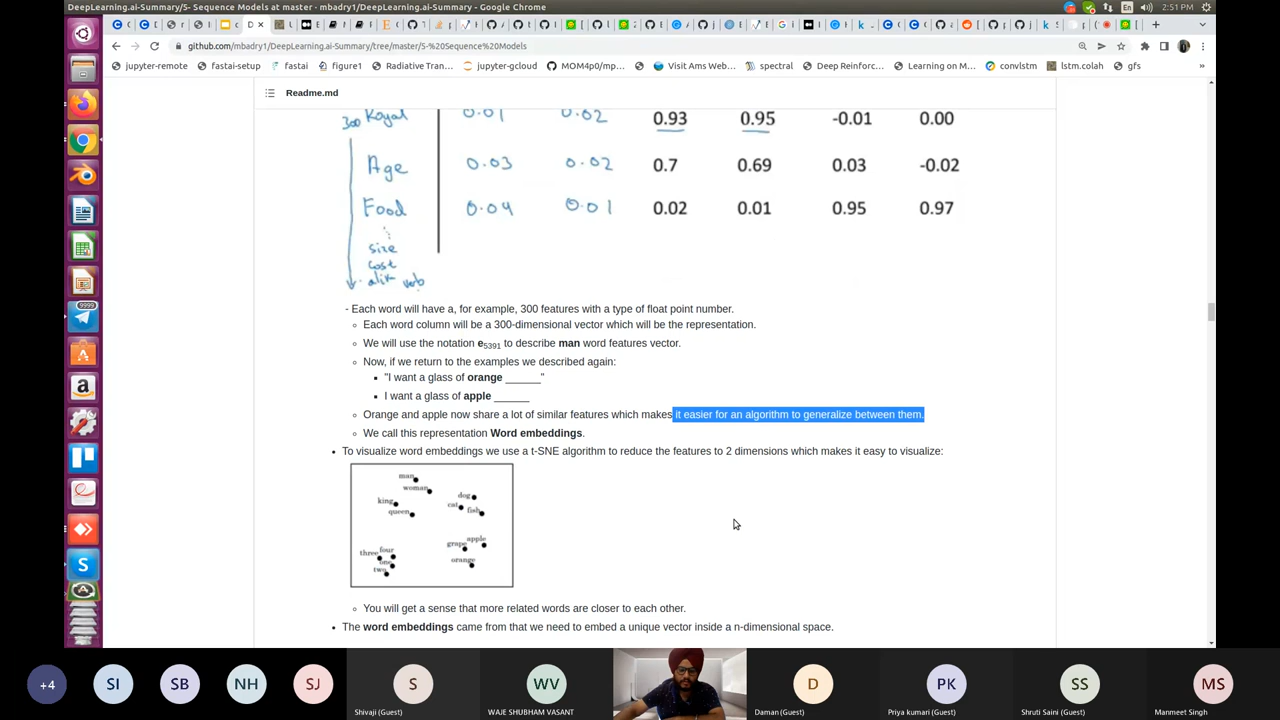 DeepLearning.ai-Summary/5- Sequence Models at master · mbadry1/DeepLearning.ai-Summary - Google Chrome
En
2:51 PM
github.com/mbadry1/DeepLearning.ai-Summary/tree/master/5-%20Sequence%20Models
jupyter-remote
fastai-setup
fastai
figure1
Radiative Tran...
jupyter-gcloud
MOM4p0/mp...
Visit Ams Web...
spectral
Deep Reinforc...
Learning on M...
convlstm
lstm.colah
gfs
»
Readme.md
300 Royal 0.01 0.02 0.93 0.95 -0.01 0.00
Age 0.03 0.02 0.7 0.69 0.03 -0.02
Food 0.04 0.01 0.02 0.01 0.95 0.97
size
cost
verb
- Each word will have a, for example, 300 features with a type of float point number.
Each word column will be a 300-dimensional vector which will be the representation.
We will use the notation e5391 to describe man word features vector.
Now, if we return to the examples we described again:
"I want a glass of orange ______"
I want a glass of apple ______
Orange and apple now share a lot of similar features which makes it easier for an algorithm to generalize between them.
We call this representation Word embeddings.
To visualize word embeddings we use a t-SNE algorithm to reduce the features to 2 dimensions which makes it easy to visualize:
man
woman
king
queen
dog
cat
fish
apple
grape
orange
four
three
one
two
You will get a sense that more related words are closer to each other.
The word embeddings came from that we need to embed a unique vector inside a n-dimensional space.
+4
SI
SB
NH
SJ
S
Shivaji (Guest)
WV
WAJE SHUBHAM VASANT
D
Daman (Guest)
PK
Priya kumari (Guest)
SS
Shruti Saini (Guest)
MS
Manmeet Singh